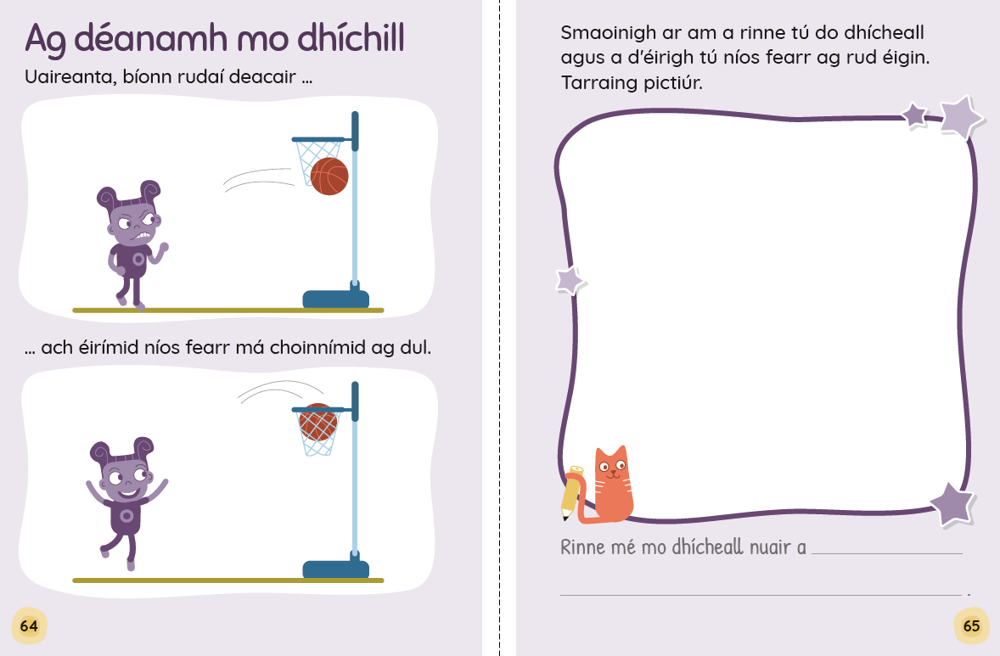 Ag déanamh mo dhíchill
Uaireanta, bíonn rudaí deacair ...
... ach éirímid níos fearr má choinnímid ag dul.
64
Smaoinigh ar am a rinne tú do dhícheall
agus a d'éirigh tú níos fearr ag rud éigin.
Tarraing pictiúr.
Rinne mé mo dhícheall nuair a
.
65